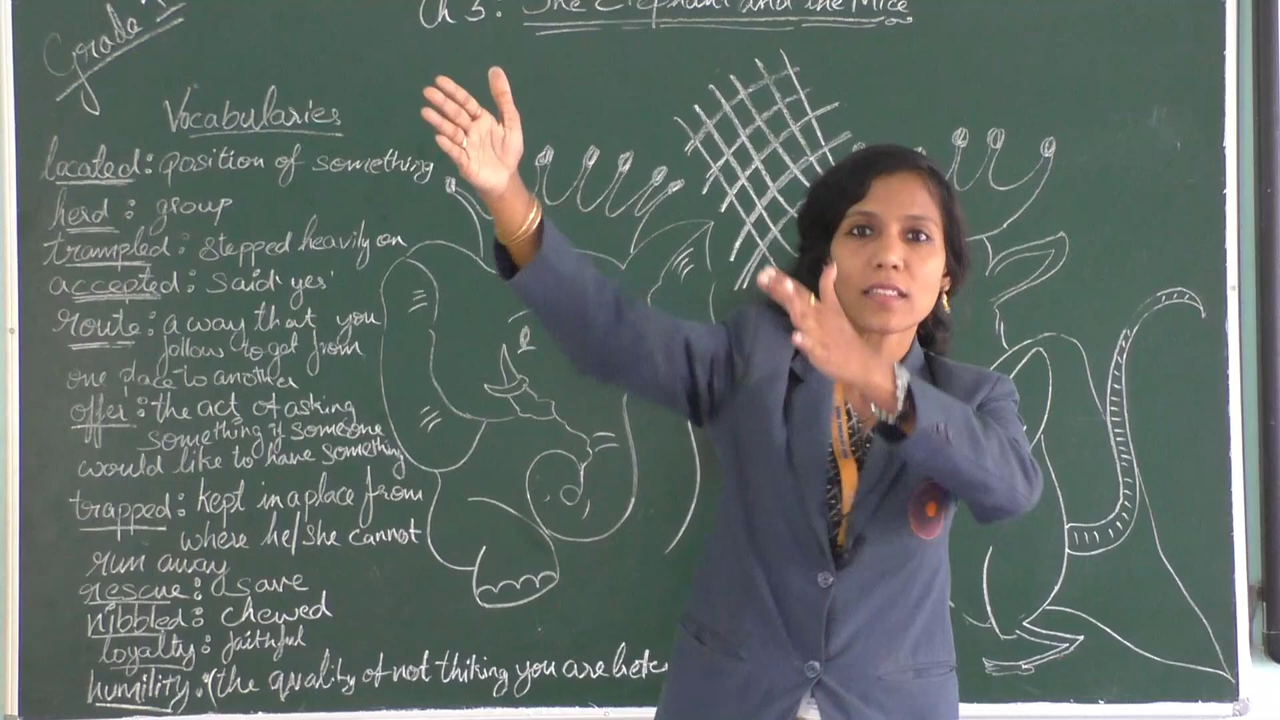 Grade
Ch 3: The Elephant and the Mice
Vocabularies
located: position of something
herd: group
trampled: stepped heavily on
accepted: said yes'
route: a way that you
follow to get from
one place to another
offer: the act of asking
something if someone
would like to have something
trapped: kept in a place from
where he/she cannot
run away
rescue: save
nibbled: chewed
loyalty: faithful
humility: (the quality of not thiking you are